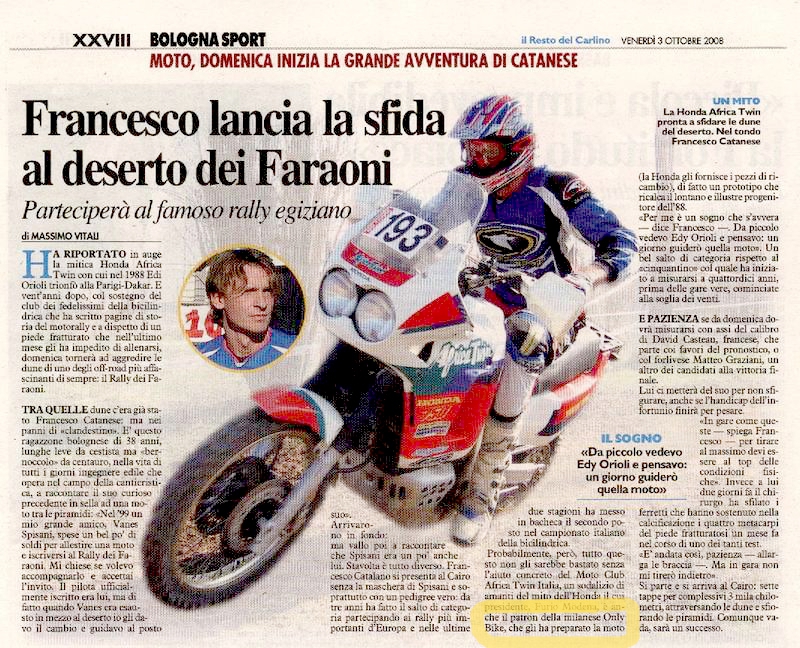 XXVIII BOLOGNA SPORT
il Resto del Carlino VENERDÌ 3 OTTOBRE 2008
MOTO, DOMENICA INIZIA LA GRANDE AVVENTURA DI CATANESE
Francesco lancia la sfida
al deserto dei Faraoni
Parteciperà al famoso rally egiziano
di MASSIMO VITALI
HA RIPORTATO in auge
la mitica Honda Africa
Twin con cui nel 1988 Edi
Orioli trionfò alla Parigi-Dakar. E
vent'anni dopo, col sostegno del
club dei fedelissimi della bicilin-
drica che ha scritto pagine di sto-
ria del motorally e a dispetto di un
piede fratturato che nell'ultimo
mese gli ha impedito di allenarsi,
domenica tornerà ad aggredire le
dune di uno degli off-road più af-
fascinanti di sempre: il Rally dei Fa-
raoni.
TRA QUELLE dune c'era già sta-
to Francesco Catanese: ma nei
panni di «clandestino». E' questo
ragazzone bolognese di 38 anni,
lunghe leve da cestista ma «ber-
noccolo» da centauro, nella vita di
tutti i giorni ingegnere edile che
opera nel campo della cantieristi-
ca, a raccontare il suo curioso
precedente in sella ad una mo-
to tra le piramidi: «Nel '99 un
mio grande amico, Vanes
Spisani, spese un bel po' di
soldi per allestire una moto
e iscriversi al Rally dei Fa-
raoni. Mi chiese se volevo
accompagnarlo e accettai
l'invito. Il pilota ufficial-
mente iscritto era lui, ma di
fatto quando Vanes era esau-
sto in mezzo al deserto io gli da-
vo il cambio e guidavo al posto
suo».
Arrivaro-
no in fondo:
ma vallo poi a raccontare
che Spisani era un po' anche
lui. Stavolta è tutto diverso. Fran-
cesco Catalano si presenta al Cairo
senza la maschera di Spisani e so-
prattutto con un pedigree vero: da
tre anni ha fatto il salto di catego-
ria partecipando ai rally più im-
portanti d'Europa e nelle ultime
due stagioni ha messo
in bacheca il secondo po-
sto nel campionato italiano
della bicilindrica.
Probabilmente, però, tutto que-
sto non gli sarebbe bastato senza
l'aiuto concreto del Moto Club
Africa Twin Italia, un sodalizio di
amanti del mito dell'Honda il cui
presidente, Furio Modena, è an-
che il patron della milanese Only
Bike, che gli ha preparato la moto
UN MITO
La Honda Africa Twin
pronta a sfidare le dune
del deserto. Nel tondo
Francesco Catanese
(la Honda gli fornisce i pezzi di ri-
cambio), di fatto un prototipo che
ricalca il lontano e illustre progeni-
tore dell'88.
«Per me è un sogno che s'avvera
— dice Francesco —. Da piccolo
vedevo Edy Orioli e pensavo: un
giorno guiderò quella moto». Un
bel salto di categoria rispetto al
«cinquantino» col quale ha inizia-
to a misurarsi a quattordici anni,
prima delle gare vere, cominciate
alla soglia dei venti.
E PAZIENZA se da domenica do-
vrà misurarsi con assi del calibro
di David Casteau, francese, che
parte coi favori del pronostico, o
col forlivese Matteo Graziani, un
altro dei candidati alla vittoria fi-
nale.
Lui ci metterà del suo per non sfi-
gurare, anche se l'handicap dell'in-
fortunio finirà per pesare.
«In gare come que-
ste — spiega Fran-
cesco — per tirare
al massimo devi es-
sere al top delle
condizioni fisi-
che». Invece a lui
due giorni fa il chi-
rurgo ha sfilato i
ferretti che hanno sostenuto nella
calcificazione i quattro metacarpi
del piede fratturatosi un mese fa
nel corso di uno dei tanti test.
«E' andata così, pazienza — allar-
ga le braccia —. Ma in gara non
mi tirerò indietro».
Si parte e si arriva al Cairo: sette
tappe per complessivi 3 mila chilo-
metri, attraversando le dune e sfio-
rando le piramidi. Comunque va-
da, sarà un successo.
IL SOGNO
«Da piccolo vedevo
Edy Orioli e pensavo:
un giorno guiderò
quella moto»
193
Africa Twin
HONDA